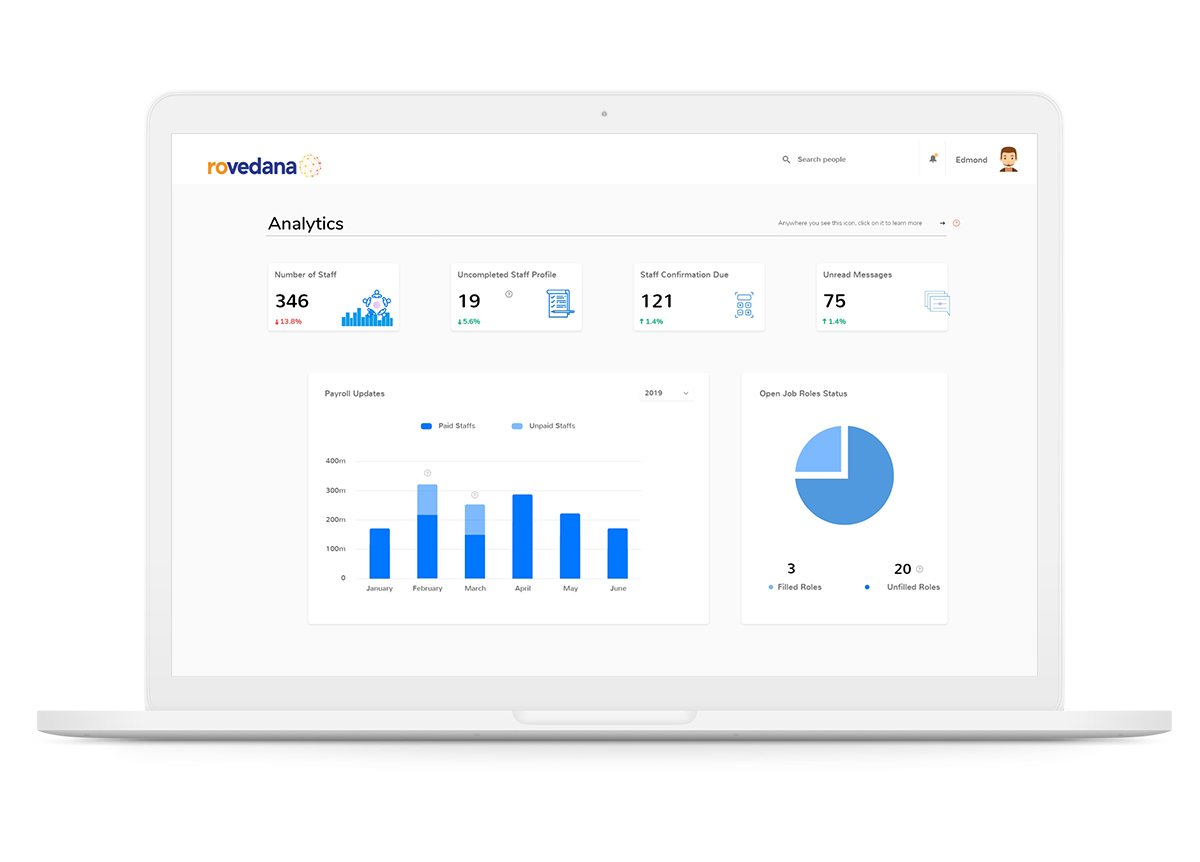 rovedana
Search people
Edmond
Analytics
Anywhere you see this icon, click on it to learn more
Number of Staff
346
↓13.8%
Uncompleted Staff Profile
19
↓5.6%
Staff Confirmation Due
121
↑1.4%
Unread Messages
75
↑1.4%
Payroll Updates
2019
Paid Staffs
Unpaid Staffs
400m
300m
200m
100m
0
January February March April May June
Open Job Roles Status
3
Filled Roles
20
Unfilled Roles